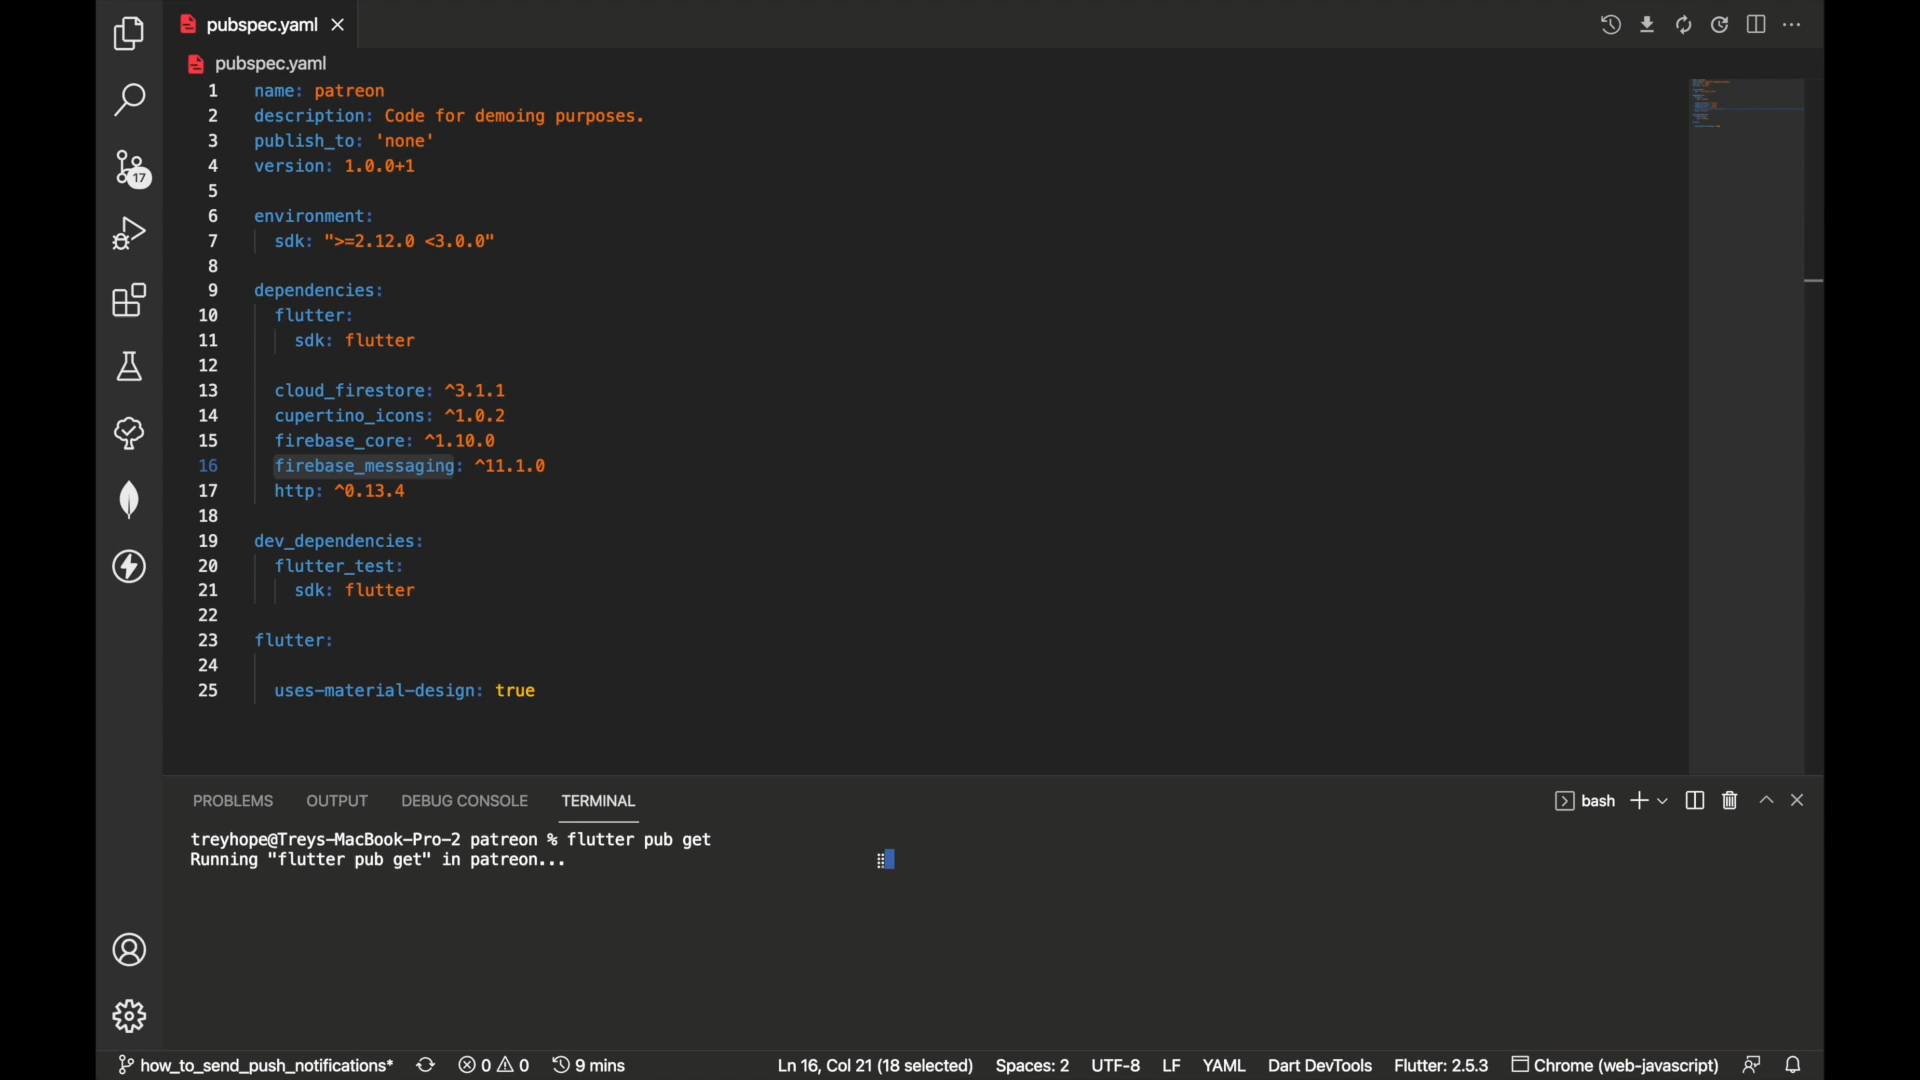 pubspec.yaml
pubspec.yaml
1 name: patreon
2 description: Code for demoing purposes.
3 publish_to: 'none'
4 version: 1.0.0+1
5
6 environment:
7 sdk: ">=2.12.0 <3.0.0"
8
9 dependencies:
10 flutter:
11 sdk: flutter
12
13 cloud_firestore: ^3.1.1
14 cupertino_icons: ^1.0.2
15 firebase_core: ^1.10.0
16 firebase_messaging: ^11.1.0
17 http: ^0.13.4
18
19 dev_dependencies:
20 flutter_test:
21 sdk: flutter
22
23 flutter:
24
25 uses-material-design: true
17
PROBLEMS OUTPUT DEBUG CONSOLE TERMINAL bash
treyhope@Treys-MacBook-Pro-2 patreon % flutter pub get
Running "flutter pub get" in patreon...
how_to_send_push_notifications* 0 0 9 mins Ln 16, Col 21 (18 selected) Spaces: 2 UTF-8 LF YAML Dart DevTools Flutter: 2.5.3 Chrome (web-javascript)